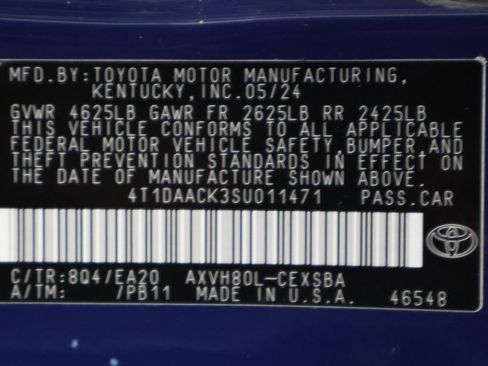 MFD.BY:TOYOTA MOTOR MANUFACTURING,
KENTUCKY,INC.05/24
GVWR 4625LB GAWR FR 2625LB RR 2425LB
THIS VEHICLE CONFORMS TO ALL APPLICABLE
FEDERAL MOTOR VEHICLE SAFETY,BUMPER,AND
THEFT PREVENTION STANDARDS IN EFFECT ON
THE DATE OF MANUFACTURE SHOWN ABOVE.
4T1DAACK3SU011471 PASS.CAR
C/TR:8Q4/EA20 AXVH80L-CEXSBA
A/TM: /PB11 MADE IN U.S.A. 46548